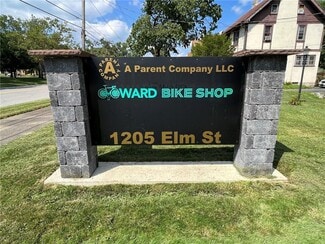 A
A Parent Company LLC
COWARD BIKE SHOP
1205 Elm St